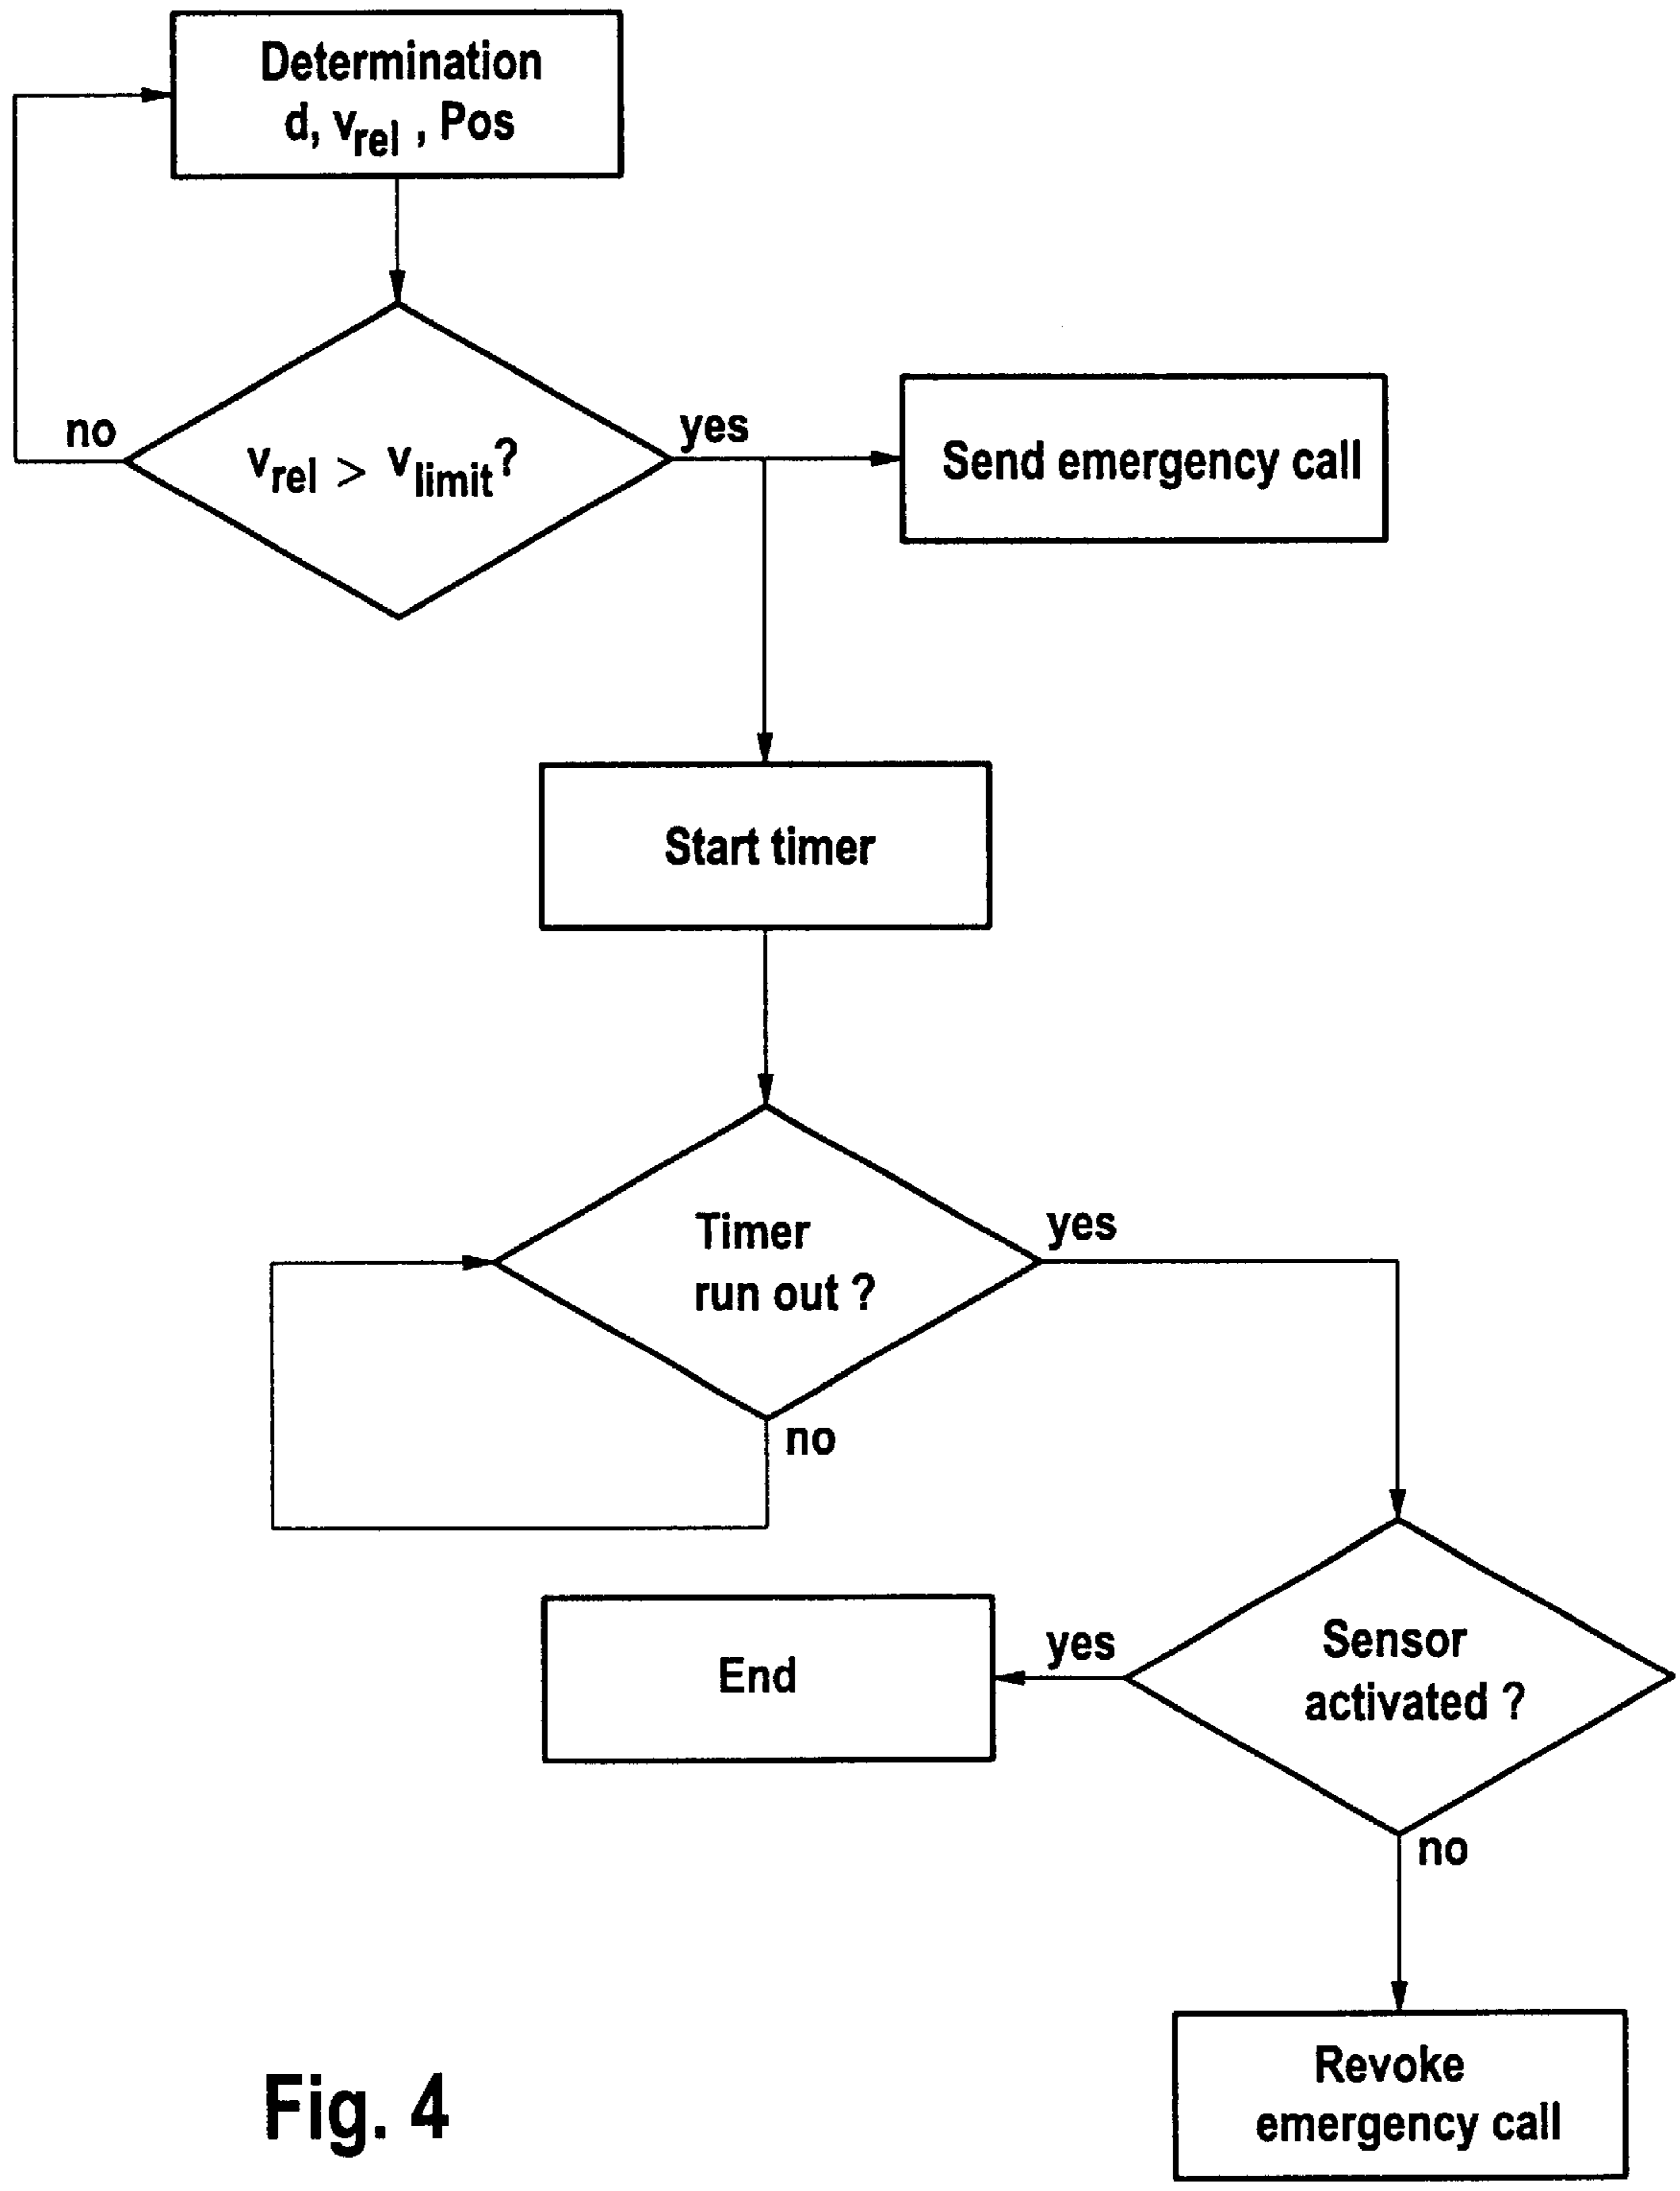 Determination
d, vrel , Pos
no
vrel > vlimit?
yes
Send emergency call
Start timer
Timer
run out ?
yes
no
End
yes
Sensor
activated ?
no
Revoke
emergency call
Fig. 4